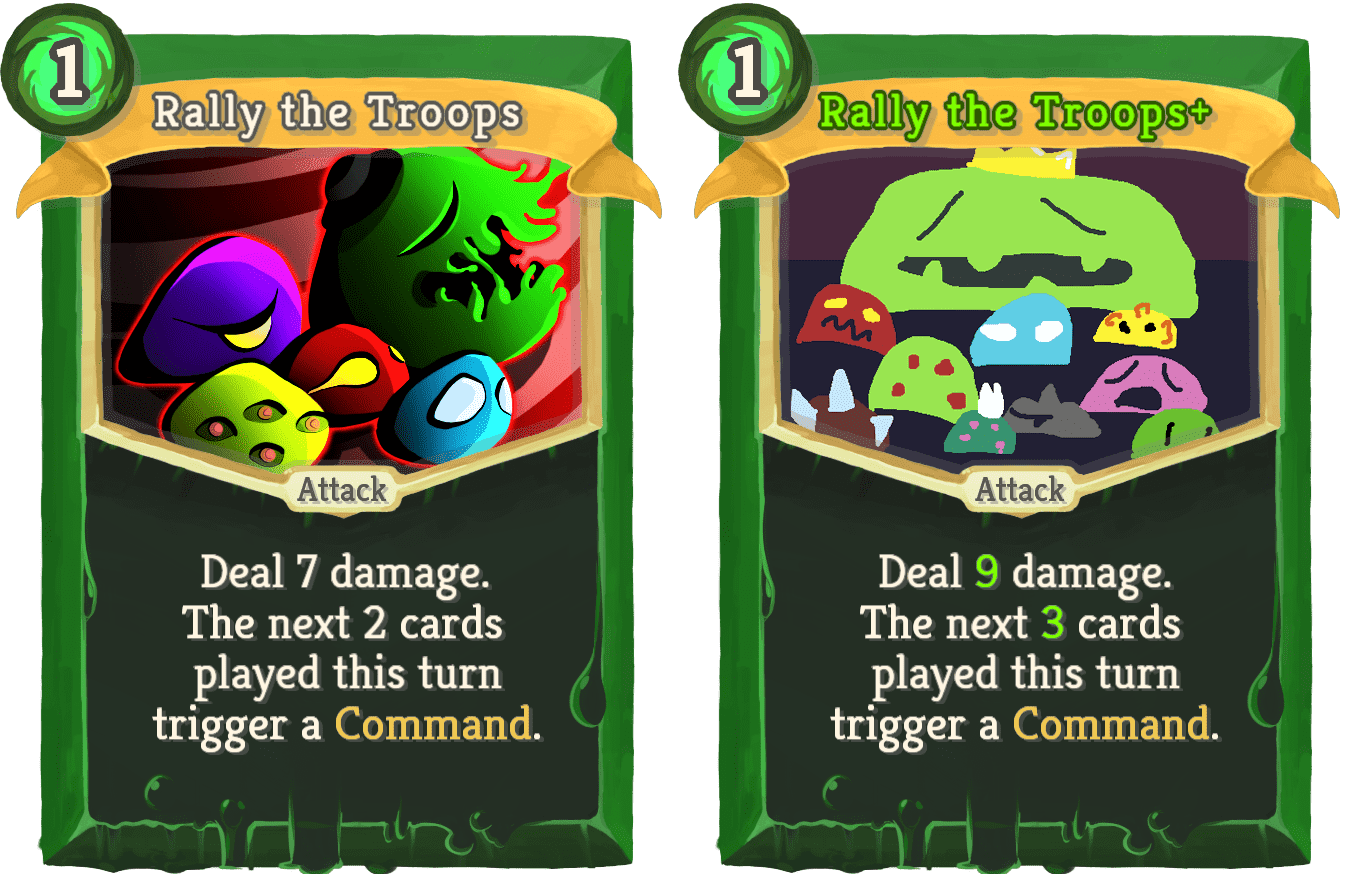 1
Rally the Troops
Attack
Deal 7 damage.
The next 2 cards
played this turn
trigger a Command.
1
Rally the Troops+
Attack
Deal 9 damage.
The next 3 cards
played this turn
trigger a Command.